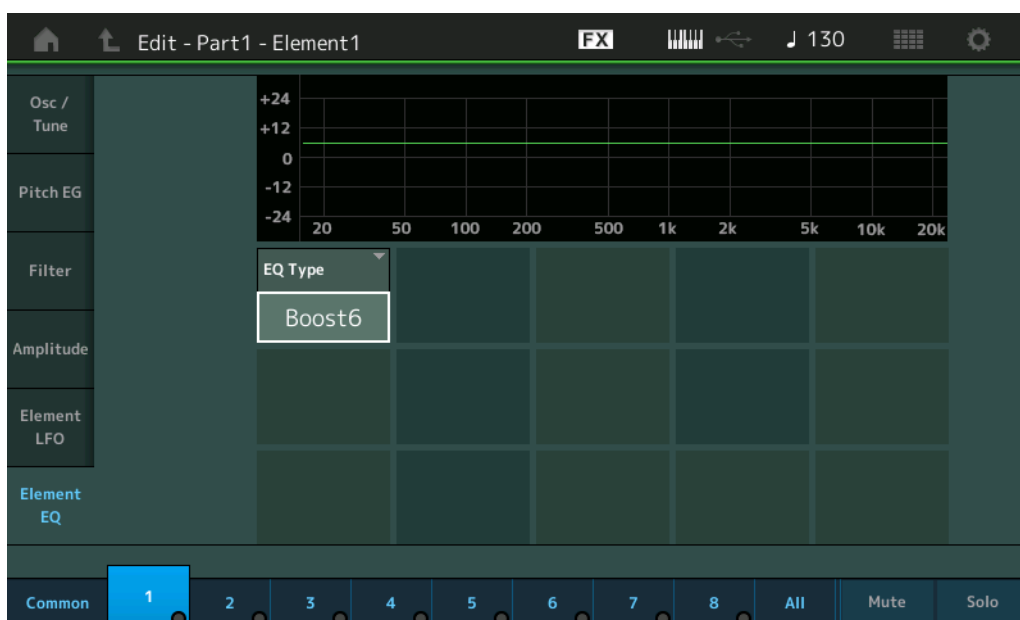 Edit - Part1 - Element1 FX 130
Osc /
Tune
Pitch EG
Filter
Amplitude
Element
LFO
Element
EQ
+24
+12
0
-12
-24
20 50 100 200 500 1k 2k 5k 10k 20k
EQ Type
Boost6
Common 1 2 3 4 5 6 7 8 All Mute Solo